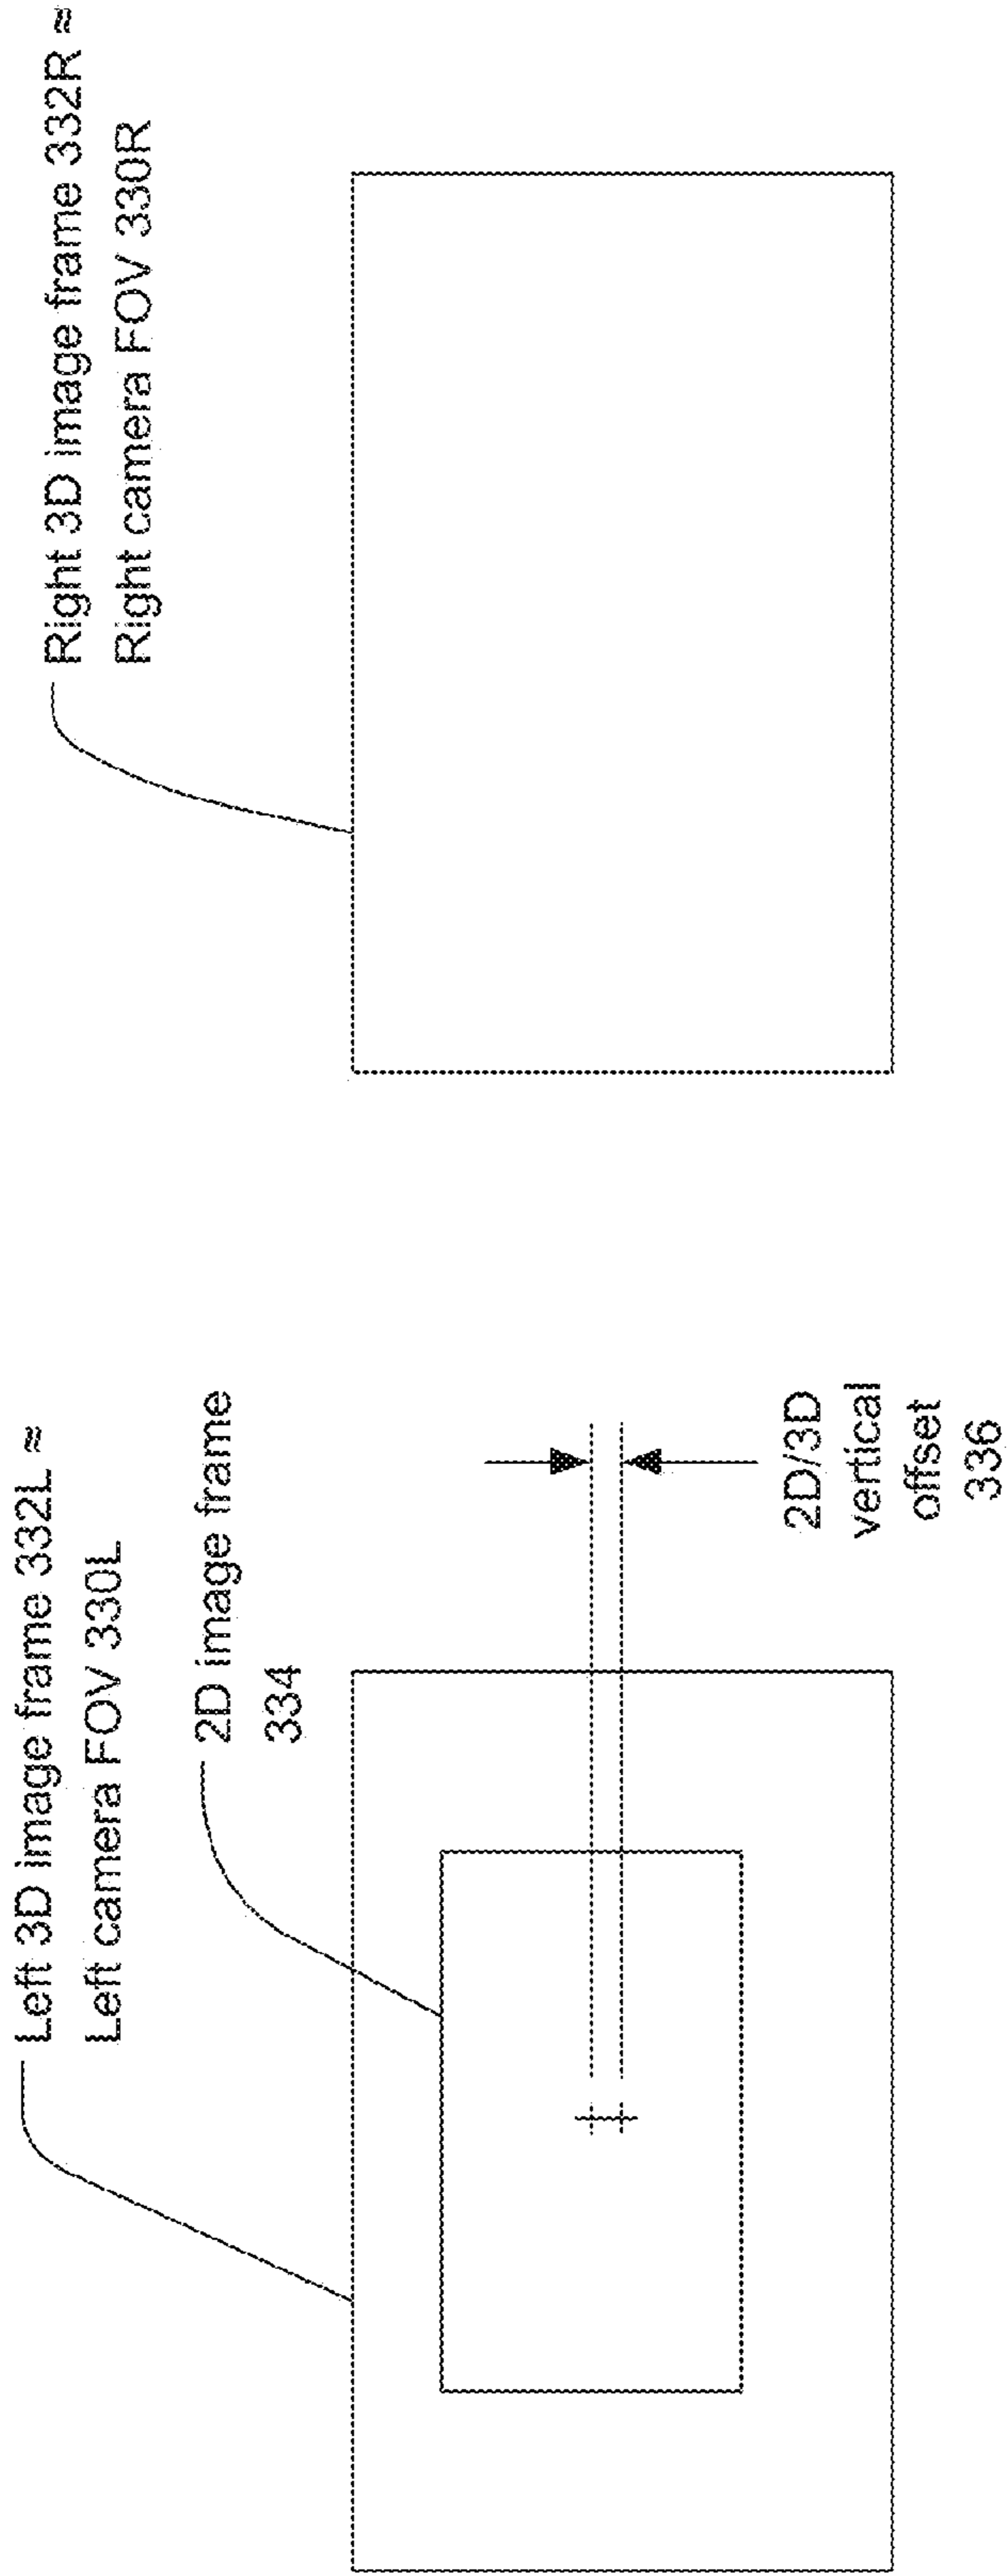 Left 3D image frame 332L ≈
Left camera FOV 330L
2D image frame
334
2D/3D
vertical
offset
336
Right 3D image frame 332R ≈
Right camera FOV 330R